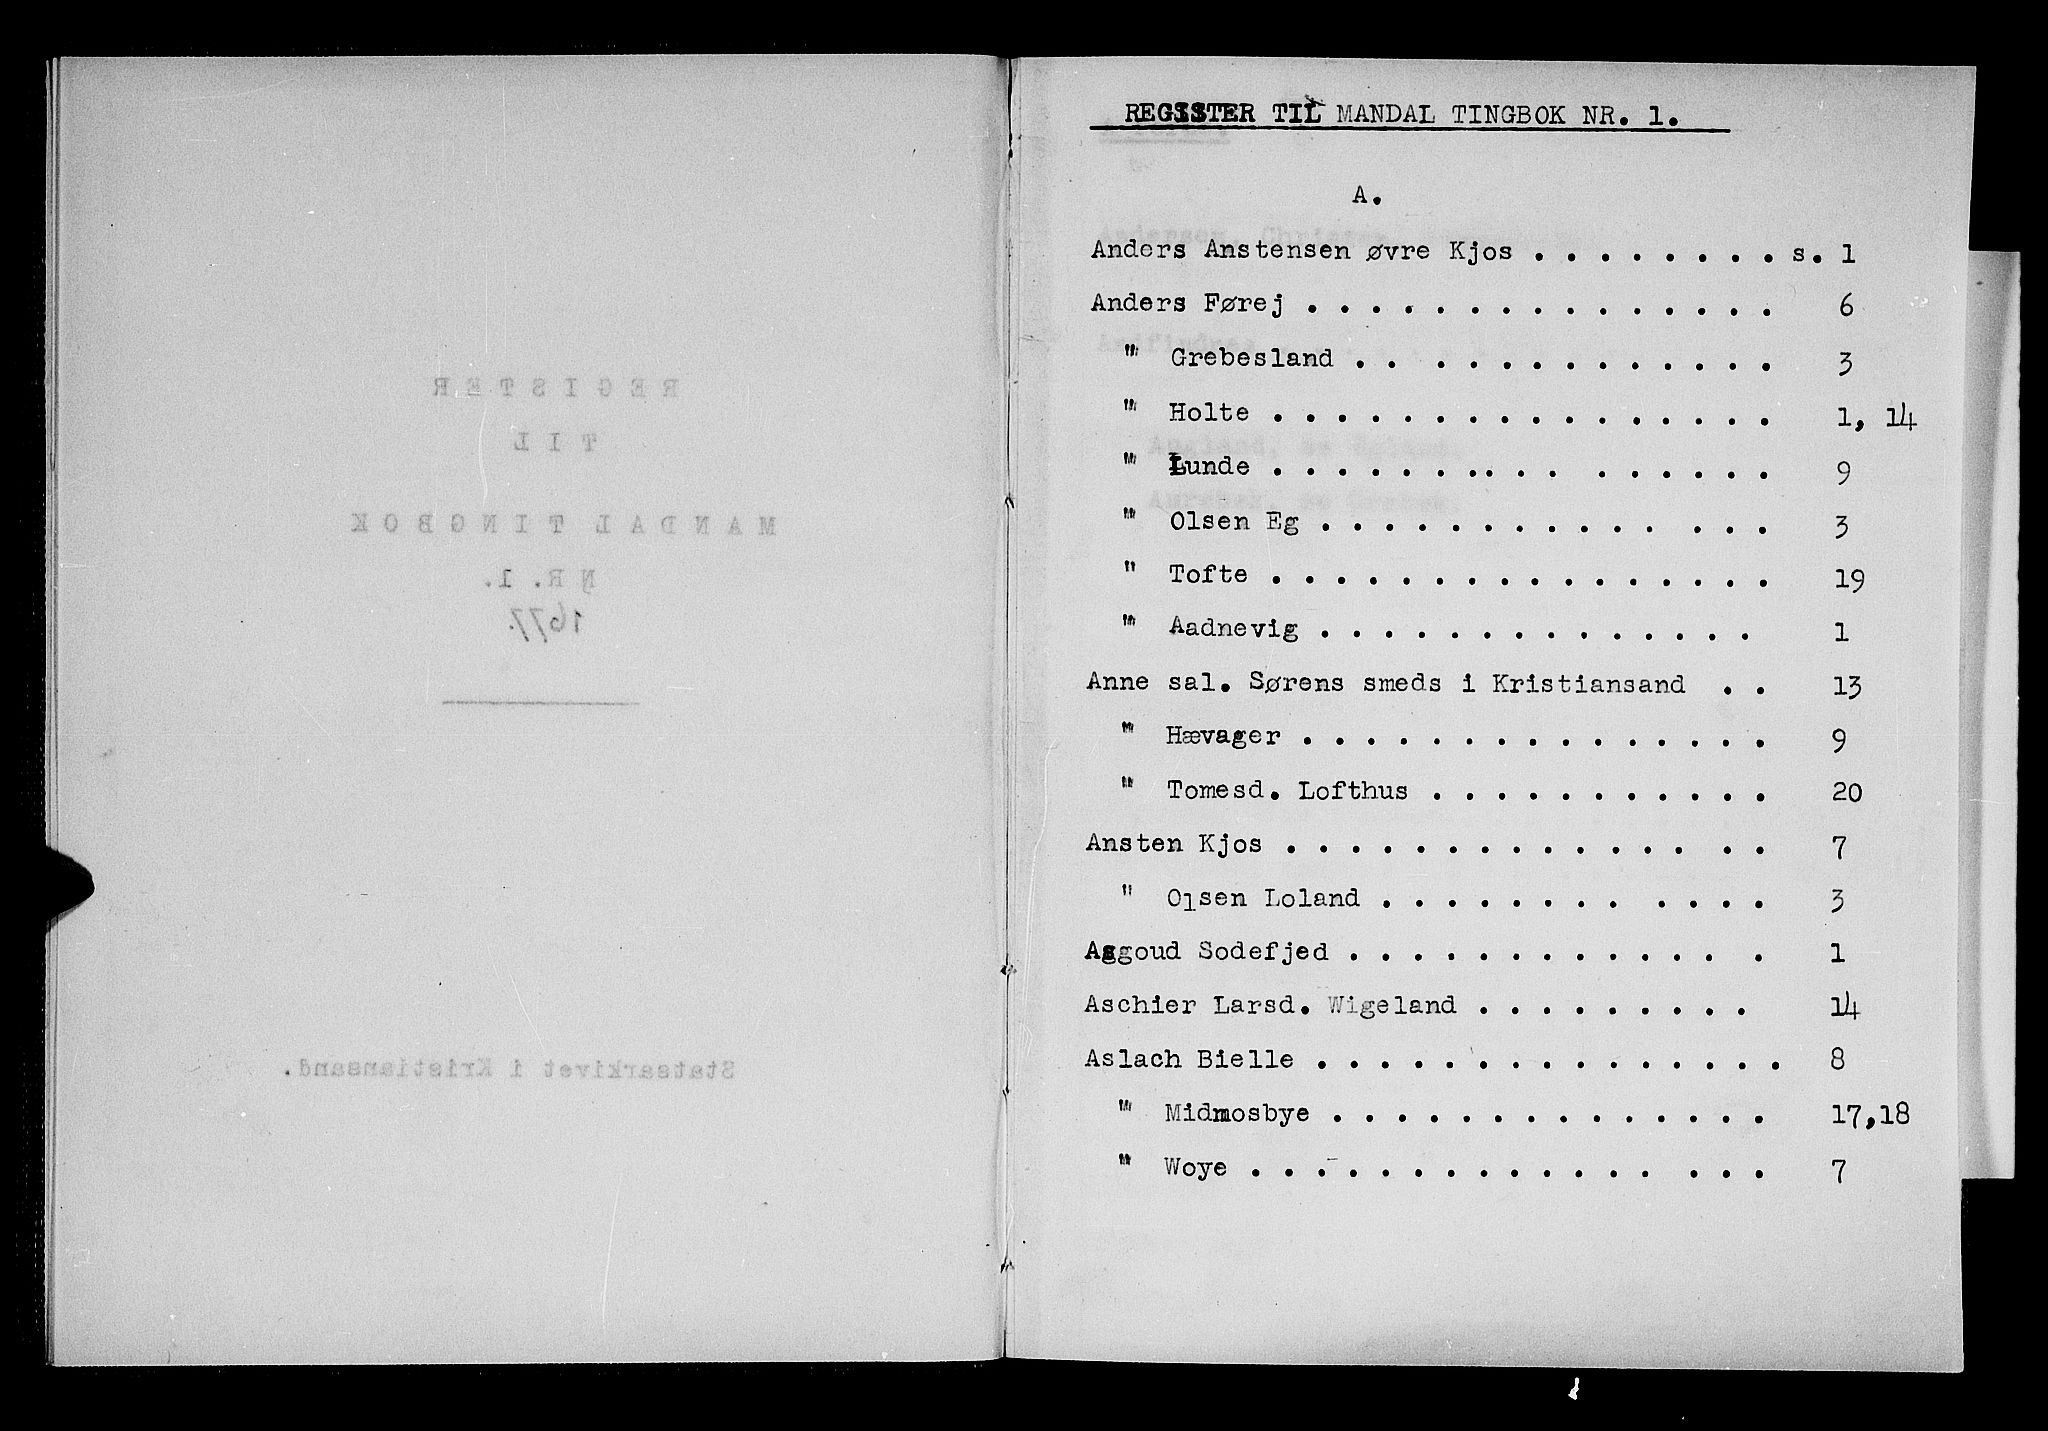 REGISTER
TIL
MANDAL TINGBOK
NR. 1.
1677.
Statsarkivet i Kristiansand.
REGISTER TIL MANDAL TINGBOK NR. 1.
A.
Anders Anstensen øvre Kjos . . . . . . . . s. 1
Anders Førej . . . . . . . . . . . . . . . 6
" Grebesland . . . . . . . . . . . . . 3
" Holte . . . . . . . . . . . . . . . . 1, 14
" Lunde . . . . . . . . . . . . . . . . 9
" Olsen Eg . . . . . . . . . . . . . . 3
" Tofte . . . . . . . . . . . . . . . . 19
" Aadnevig . . . . . . . . . . . . . . 1
Anne sal. Sørens smeds i Kristiansand . . 13
" Hævager . . . . . . . . . . . . . . . 9
" Tomesd. Lofthus . . . . . . . . . . . 20
Ansten Kjos . . . . . . . . . . . . . . . 7
" Olsen Loland . . . . . . . . . . . . 3
Asgoud Sodefjed . . . . . . . . . . . . . 1
Aschier Larsd. Wigeland . . . . . . . . . 14
Aslach Bielle . . . . . . . . . . . . . . . 8
" Midmosbye . . . . . . . . . . . . . . 17,18
" Woye . . . . . . . . . . . . . . . . 7